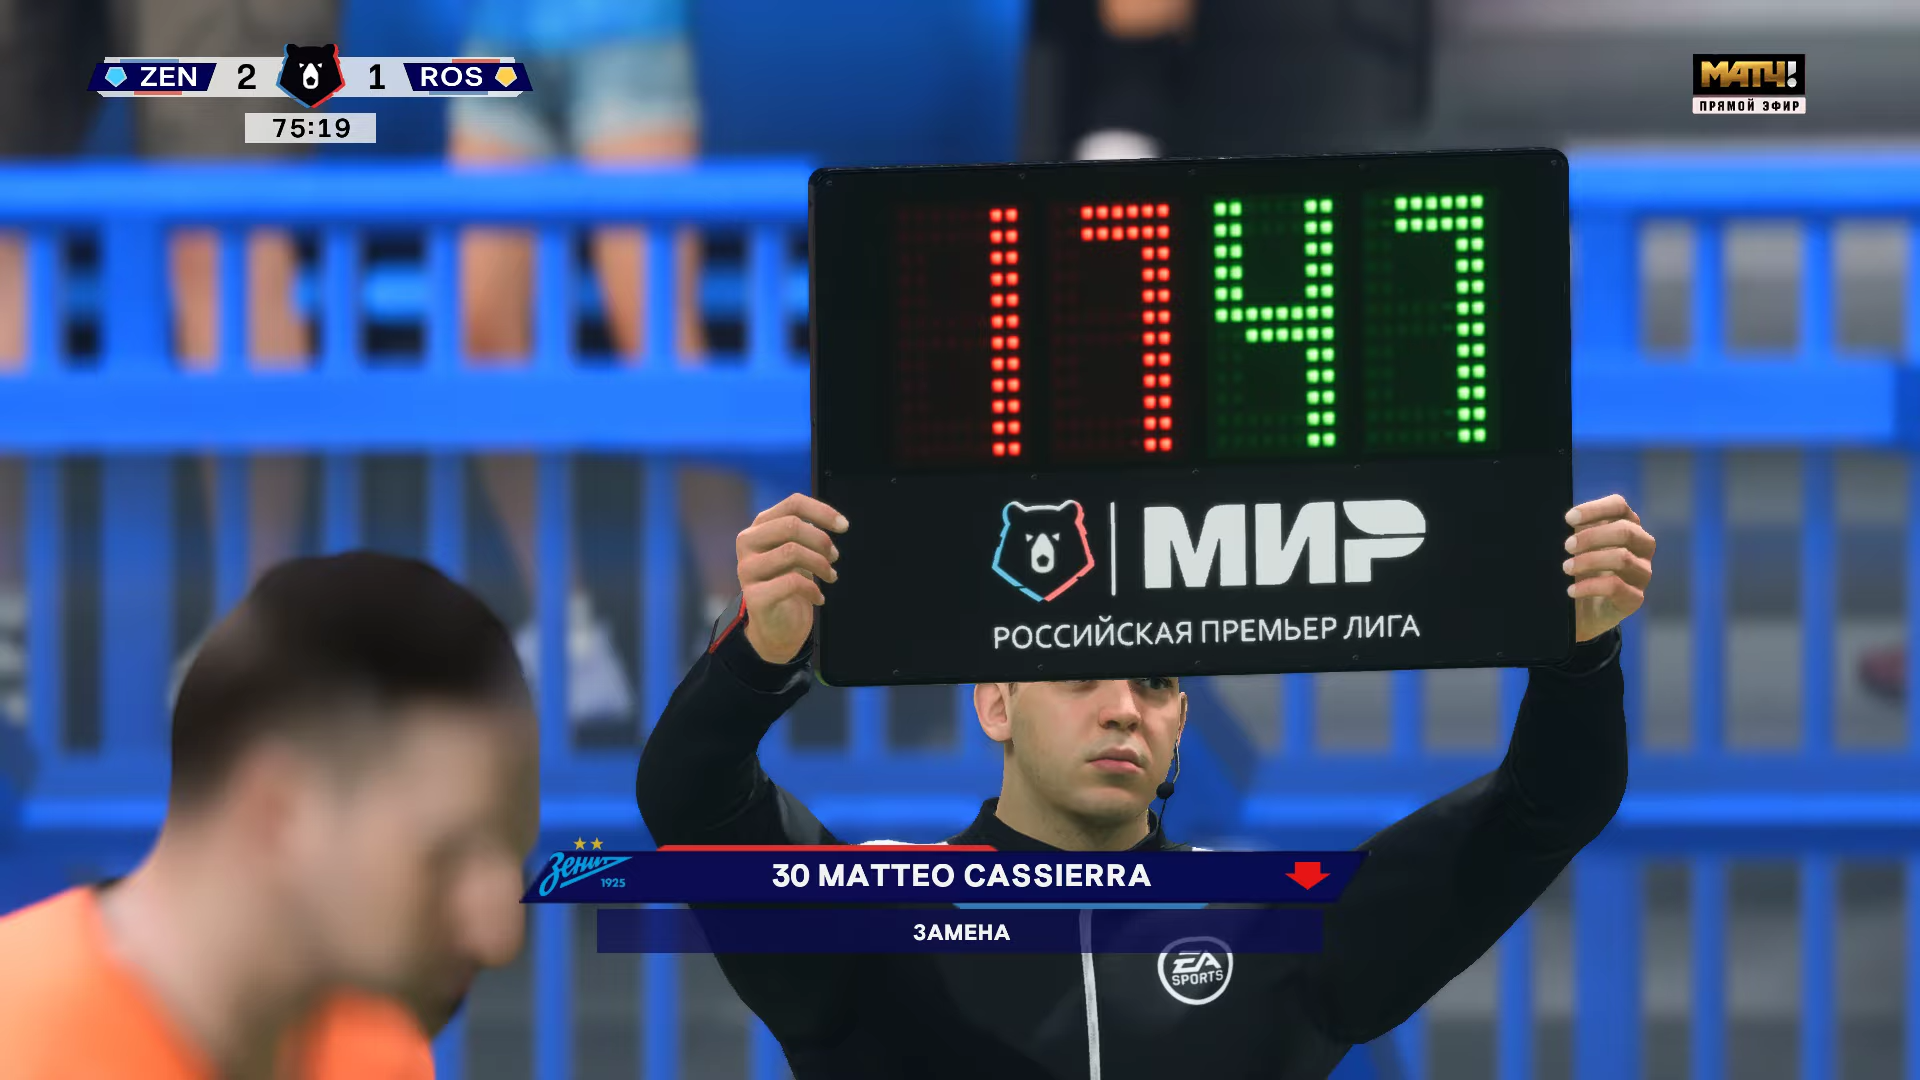 ZEN 2 1 ROS
75:19
МАТЧ!
ПРЯМОЙ ЭФИР
17 47
МИР
РОССИЙСКАЯ ПРЕМЬЕР ЛИГА
Зенит
1925
30 MATTEO CASSIERRA
ЗАМЕНА
EA
SPORTS